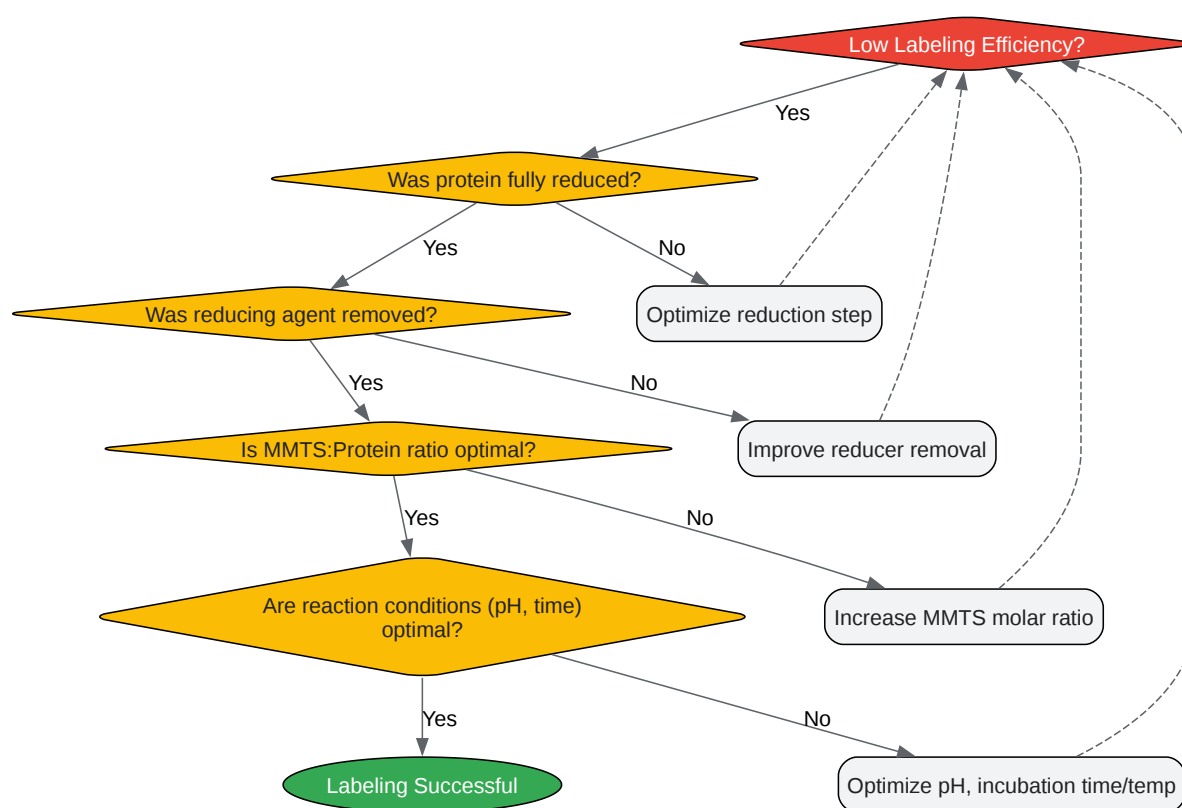 Low Labeling Efficiency?
Yes
Was protein fully reduced?
Yes
No
Was reducing agent removed?
Optimize reduction step
Yes
No
Is MMTS:Protein ratio optimal?
Improve reducer removal
Yes
No
Are reaction conditions (pH, time)
optimal?
Increase MMTS molar ratio
Yes
No
Labeling Successful
Optimize pH, incubation time/temp